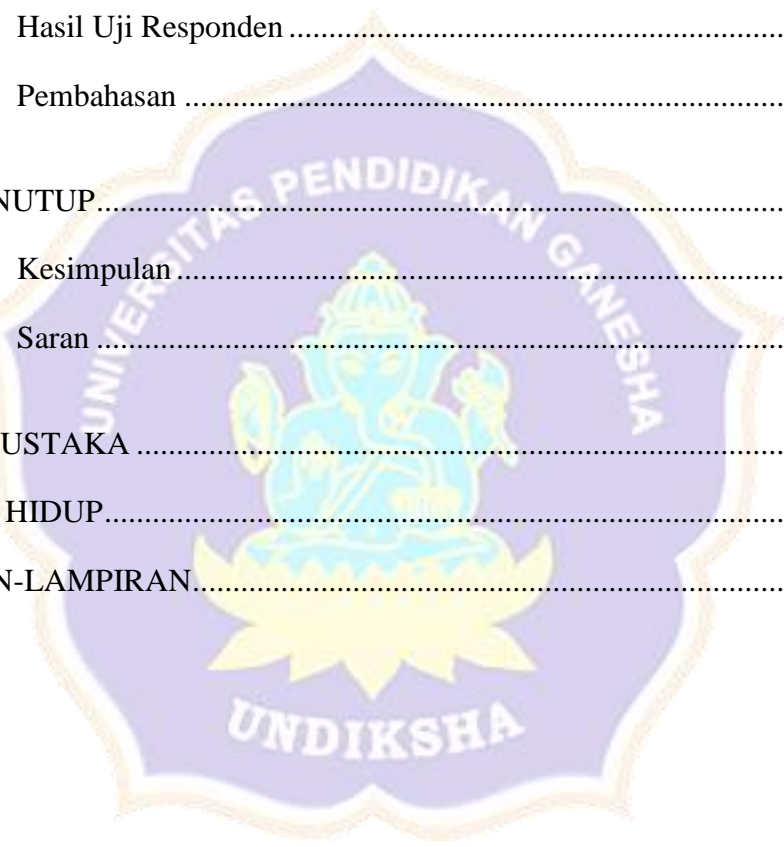 Hasil Uji Responden ................................................................
Pembahasan .............................................................................
NUTUP......................................................................................
Kesimpulan .............................................................................
Saran .......................................................................................
USTAKA ..................................................................................
HIDUP......................................................................................
N-LAMPIRAN...........................................................................
UNIVERSITAS PENDIDIKAN GANESHA
UNDIKSHA